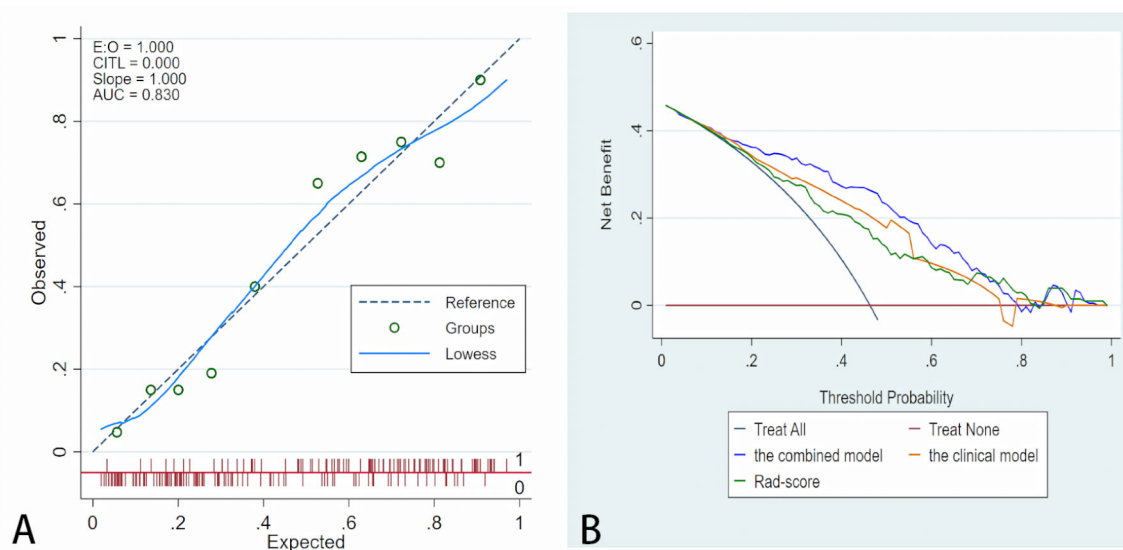 E:O = 1.000
CITL = 0.000
Slope = 1.000
AUC = 0.830
Observed
1
.8
.6
.4
.2
0
Reference
Groups
Lowess
1
0
0 .2 .4 .6 .8 1
Expected
A
Net Benefit
.6
.4
.2
0
0 .2 .4 .6 .8 1
Threshold Probability
Treat All Treat None
the combined model the clinical model
Rad-score
B